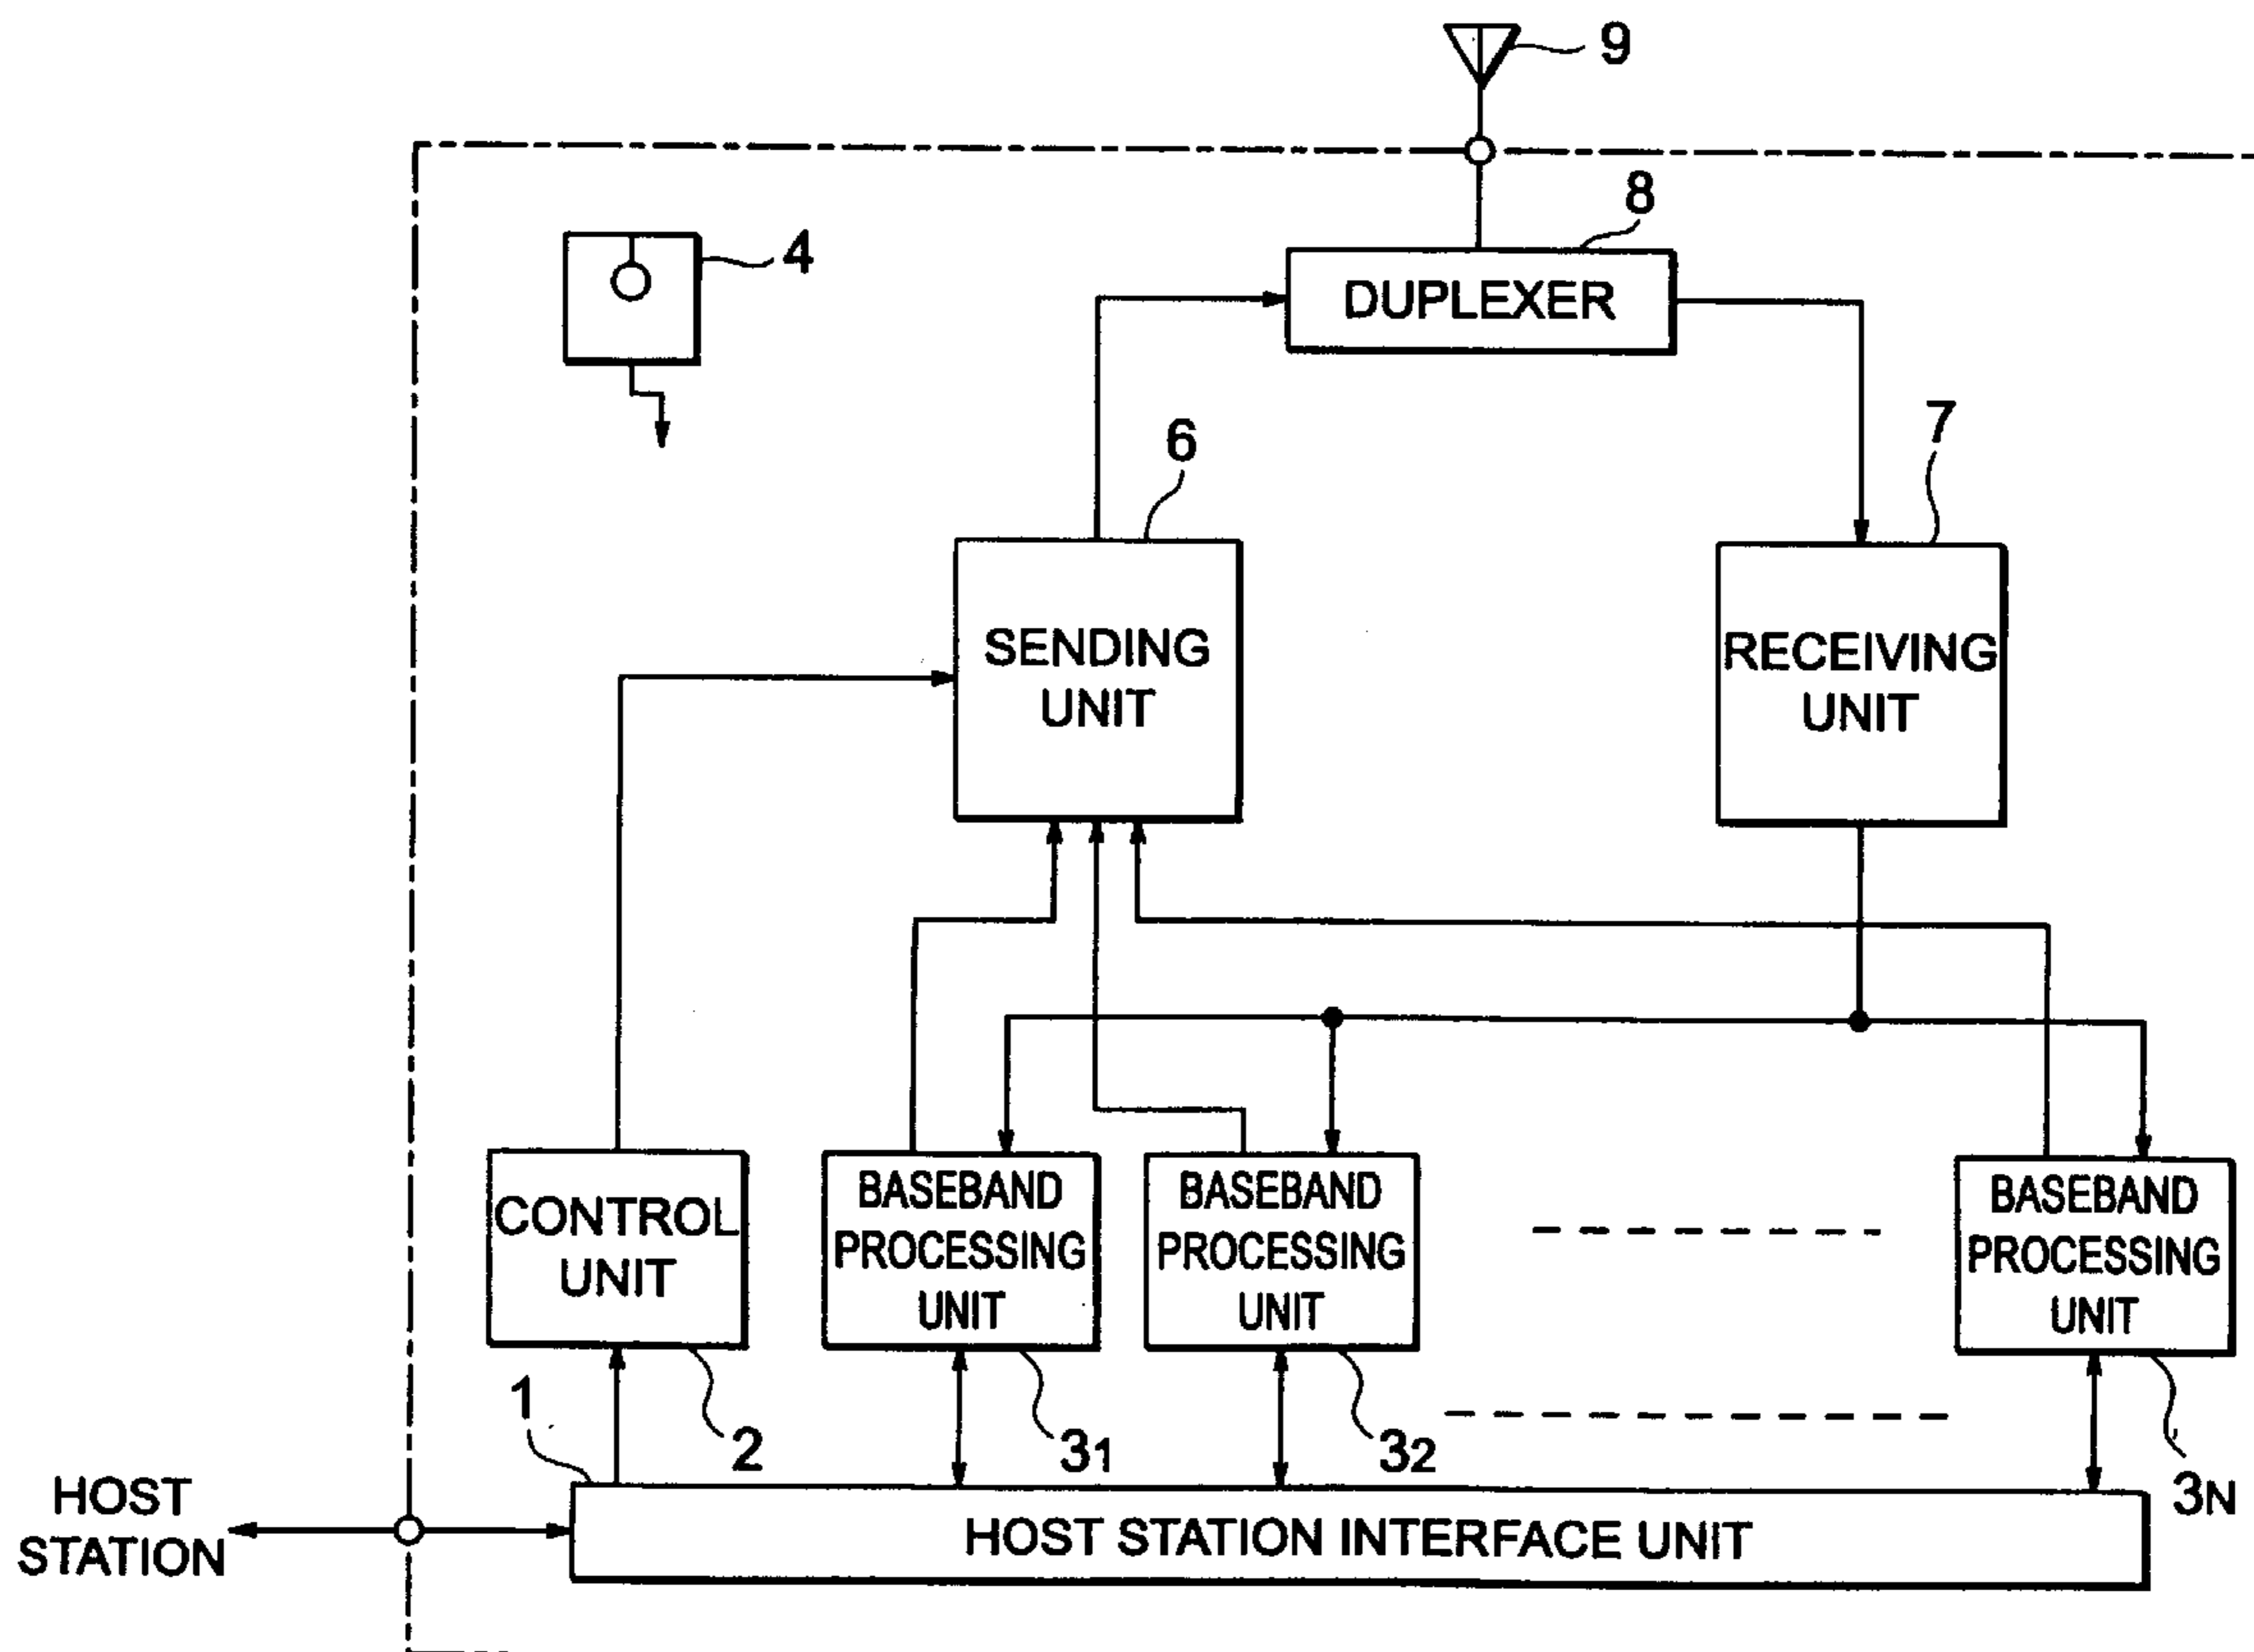 9
8
4
DUPLEXER
6
7
SENDING
UNIT
RECEIVING
UNIT
CONTROL
UNIT
BASEBAND
PROCESSING
UNIT
BASEBAND
PROCESSING
UNIT
BASEBAND
PROCESSING
UNIT
1
2
31
32
3N
HOST
STATION
HOST STATION INTERFACE UNIT